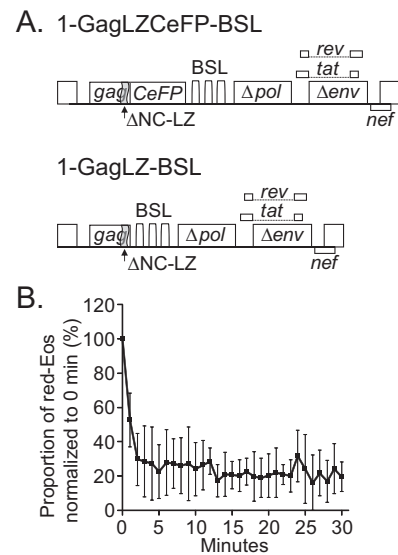 A. 1-GagLZCeFP-BSL
rev
tat
BSL
gag CeFP Δpol Δenv
nef
ΔNC-LZ
1-GagLZ-BSL
rev
tat
BSL
gag Δpol Δenv
nef
ΔNC-LZ
B.
Proportion of red-Eos
normalized to 0 min (%)
120
100
80
60
40
20
0
0 5 10 15 20 25 30
Minutes